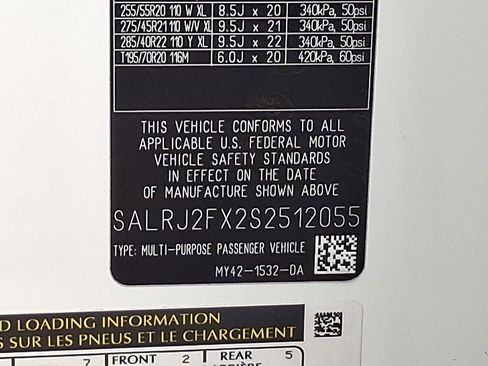 255/55R20 110 W XL 8.5J x 20 340kPa, 50psi
275/45R21 110 W/V XL 9.5J x 21 340kPa, 50psi
285/40R22 110 Y XL 9.5J x 22 340kPa, 50psi
T195/70R20 116M 6.0J x 20 420kPa, 60psi
THIS VEHICLE CONFORMS TO ALL
APPLICABLE U.S. FEDERAL MOTOR
VEHICLE SAFETY STANDARDS
IN EFFECT ON THE DATE
OF MANUFACTURE SHOWN ABOVE
SALRJ2FX2S2512055
TYPE: MULTI-PURPOSE PASSENGER VEHICLE
MY42-1532-DA
LOADING INFORMATION
SUR LES PNEUS ET LE CHARGEMENT
7 FRONT 2 REAR 5